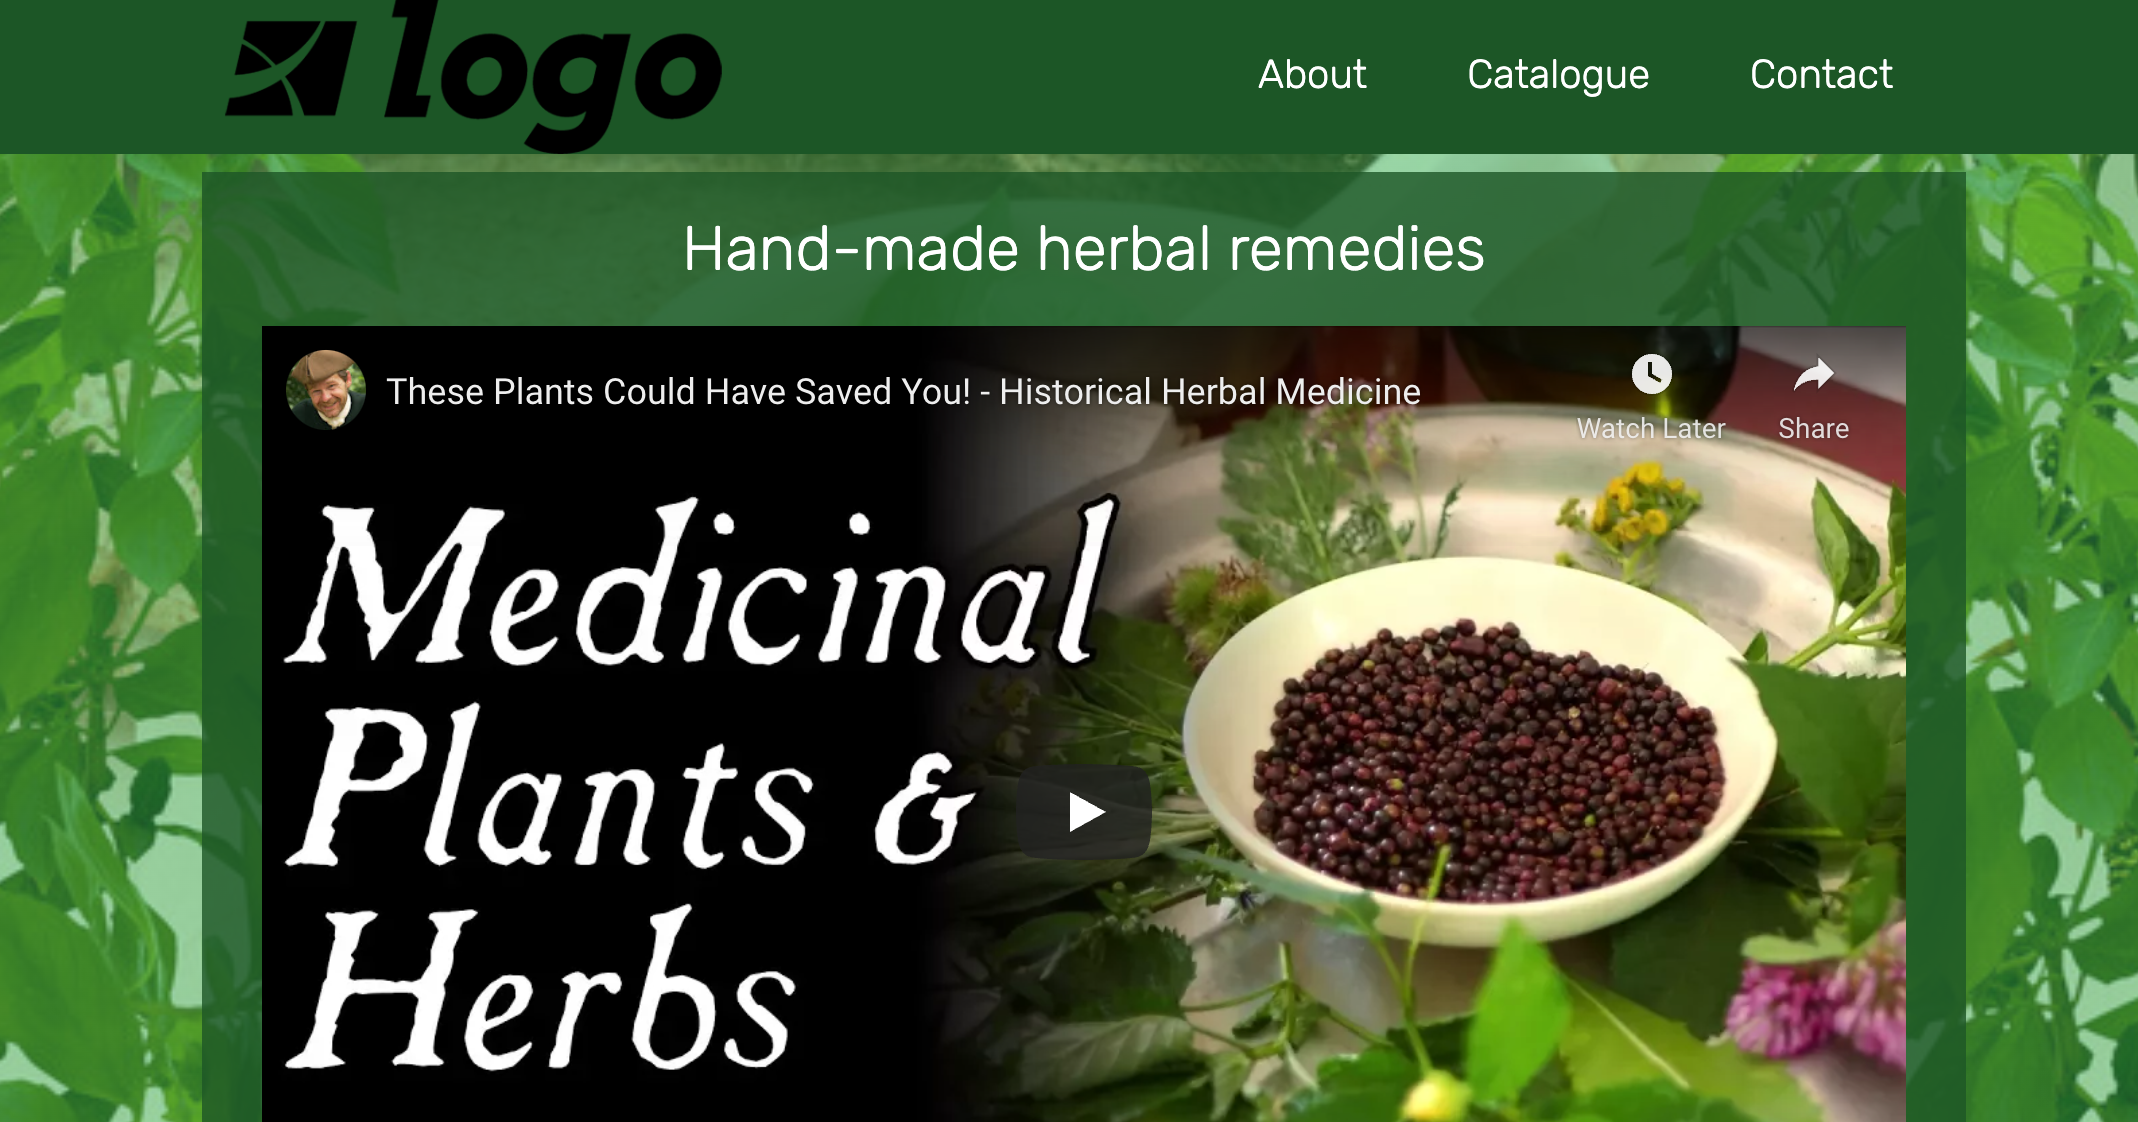 logo
About Catalogue Contact
Hand-made herbal remedies
These Plants Could Have Saved You! - Historical Herbal Medicine
Watch Later Share
Medicinal
Plants &
Herbs